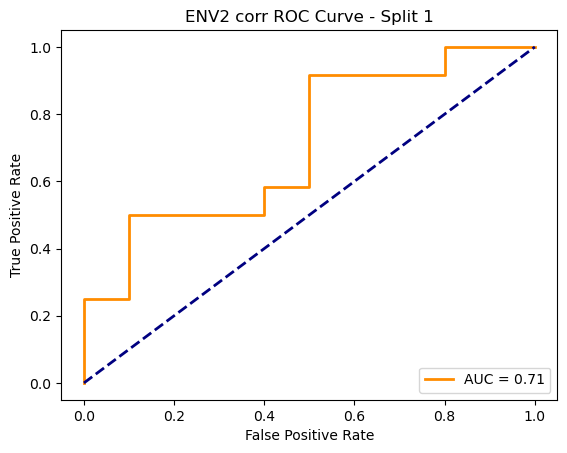 ENV2 corr ROC Curve - Split 1
True Positive Rate
1.0
0.8
0.6
0.4
0.2
0.0
AUC = 0.71
0.0 0.2 0.4 0.6 0.8 1.0
False Positive Rate